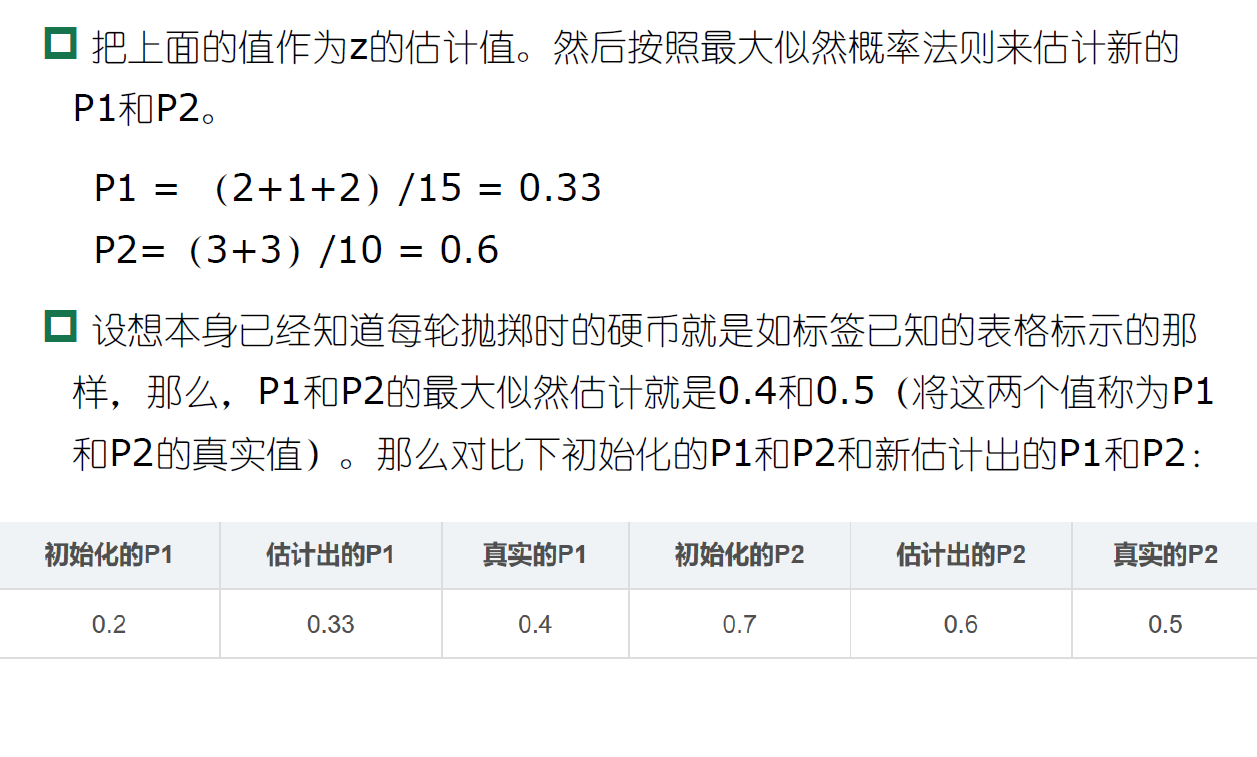 把上面的值作为z的估计值。然后按照最大似然概率法则来估计新的
P1和P2。
P1 = （2+1+2）/15 = 0.33
P2=（3+3）/10 = 0.6
设想本身已经知道每轮抛掷时的硬币就是如标签已知的表格标示的那
样，那么，P1和P2的最大似然估计就是0.4和0.5（将这两个值称为P1
和P2的真实值）。那么对比下初始化的P1和P2和新估计出的P1和P2：
初始化的P1 估计出的P1 真实的P1 初始化的P2 估计出的P2 真实的P2
0.2 0.33 0.4 0.7 0.6 0.5